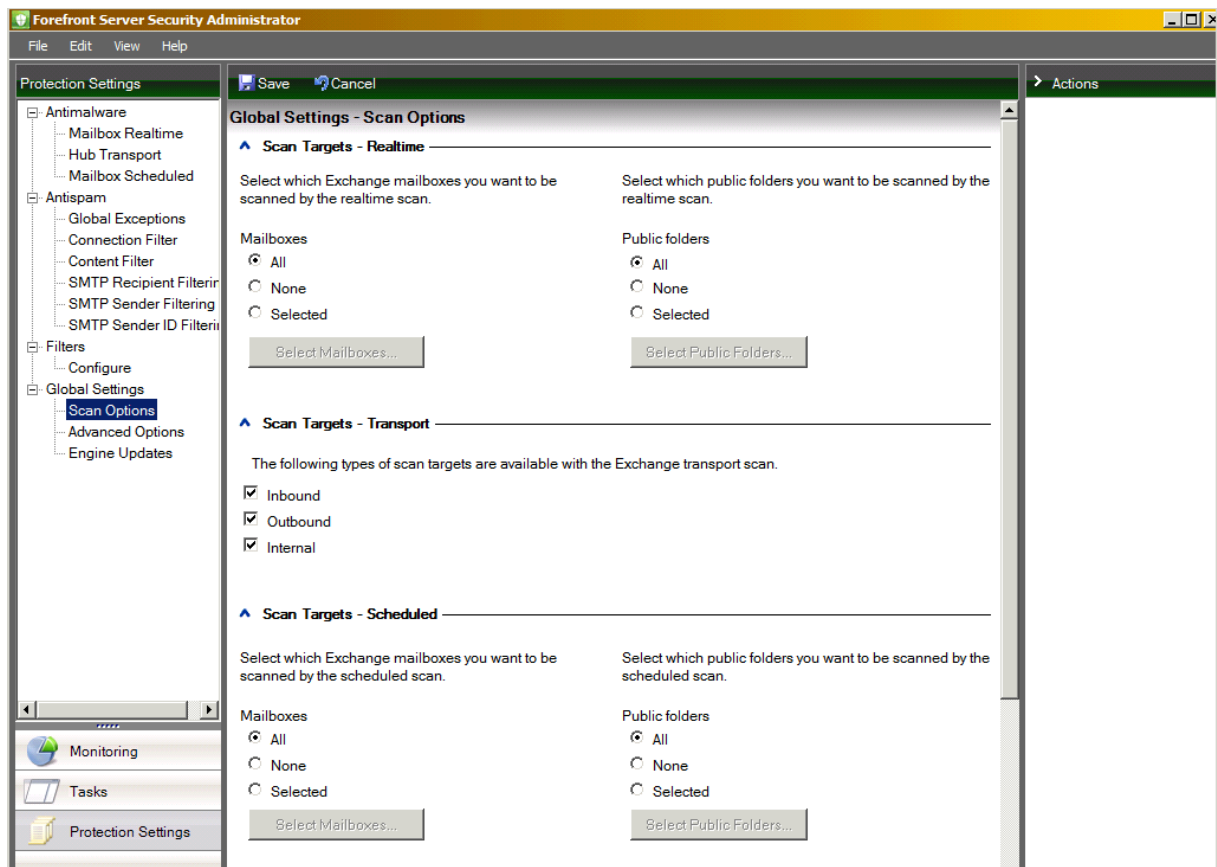 Forefront Server Security Administrator
File Edit View Help
Protection Settings
Antimalware
Mailbox Realtime
Hub Transport
Mailbox Scheduled
Antispam
Global Exceptions
Connection Filter
Content Filter
SMTP Recipient Filterin
SMTP Sender Filtering
SMTP Sender ID Filterin
Filters
Configure
Global Settings
Scan Options
Advanced Options
Engine Updates
Monitoring
Tasks
Protection Settings
Save Cancel
Global Settings - Scan Options
Scan Targets - Realtime
Select which Exchange mailboxes you want to be
scanned by the realtime scan.
Mailboxes
All
None
Selected
Select Mailboxes...
Select which public folders you want to be scanned by the
realtime scan.
Public folders
All
None
Selected
Select Public Folders...
Scan Targets - Transport
The following types of scan targets are available with the Exchange transport scan.
Inbound
Outbound
Internal
Scan Targets - Scheduled
Select which Exchange mailboxes you want to be
scanned by the scheduled scan.
Mailboxes
All
None
Selected
Select Mailboxes...
Select which public folders you want to be scanned by the
scheduled scan.
Public folders
All
None
Selected
Select Public Folders...
Actions